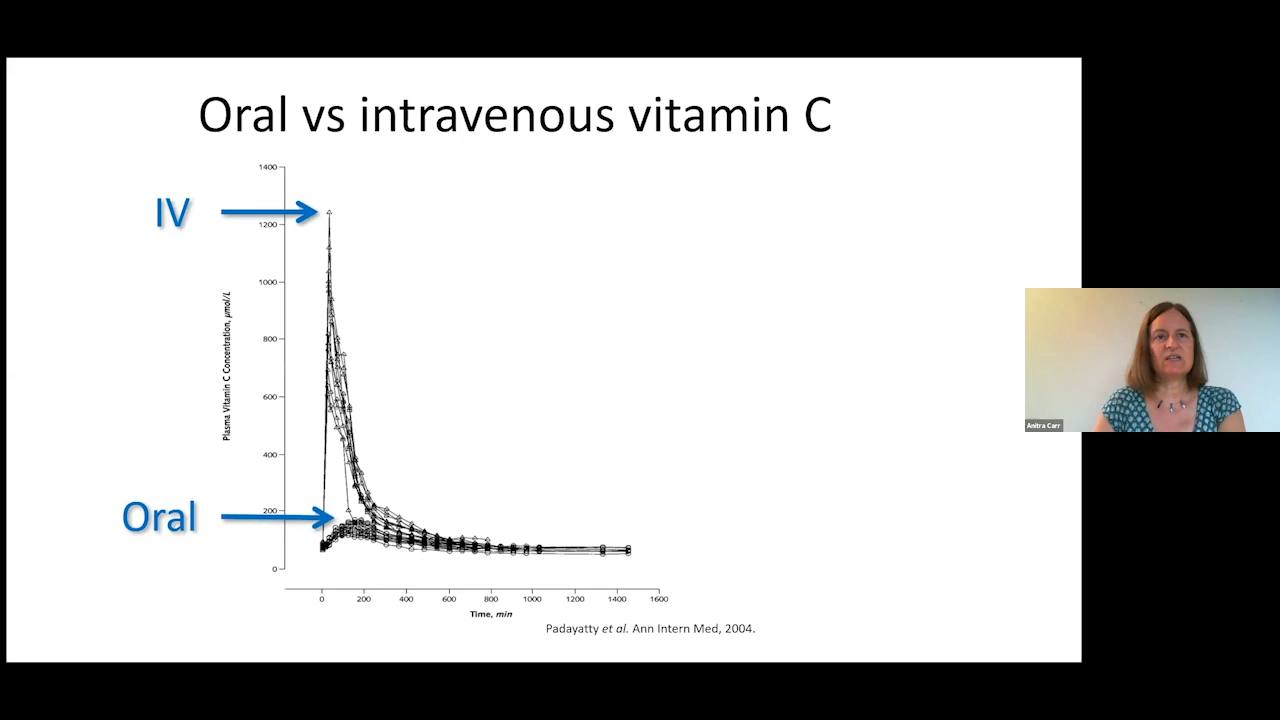 Oral vs intravenous vitamin C
IV
Oral
Plasma Vitamin C Concentration, µmol/L
1400
1200
1000
800
600
400
200
0
0 200 400 600 800 1000 1200 1400 1600
Time, min
Padayatty et al. Ann Intern Med, 2004.
Anitra Carr